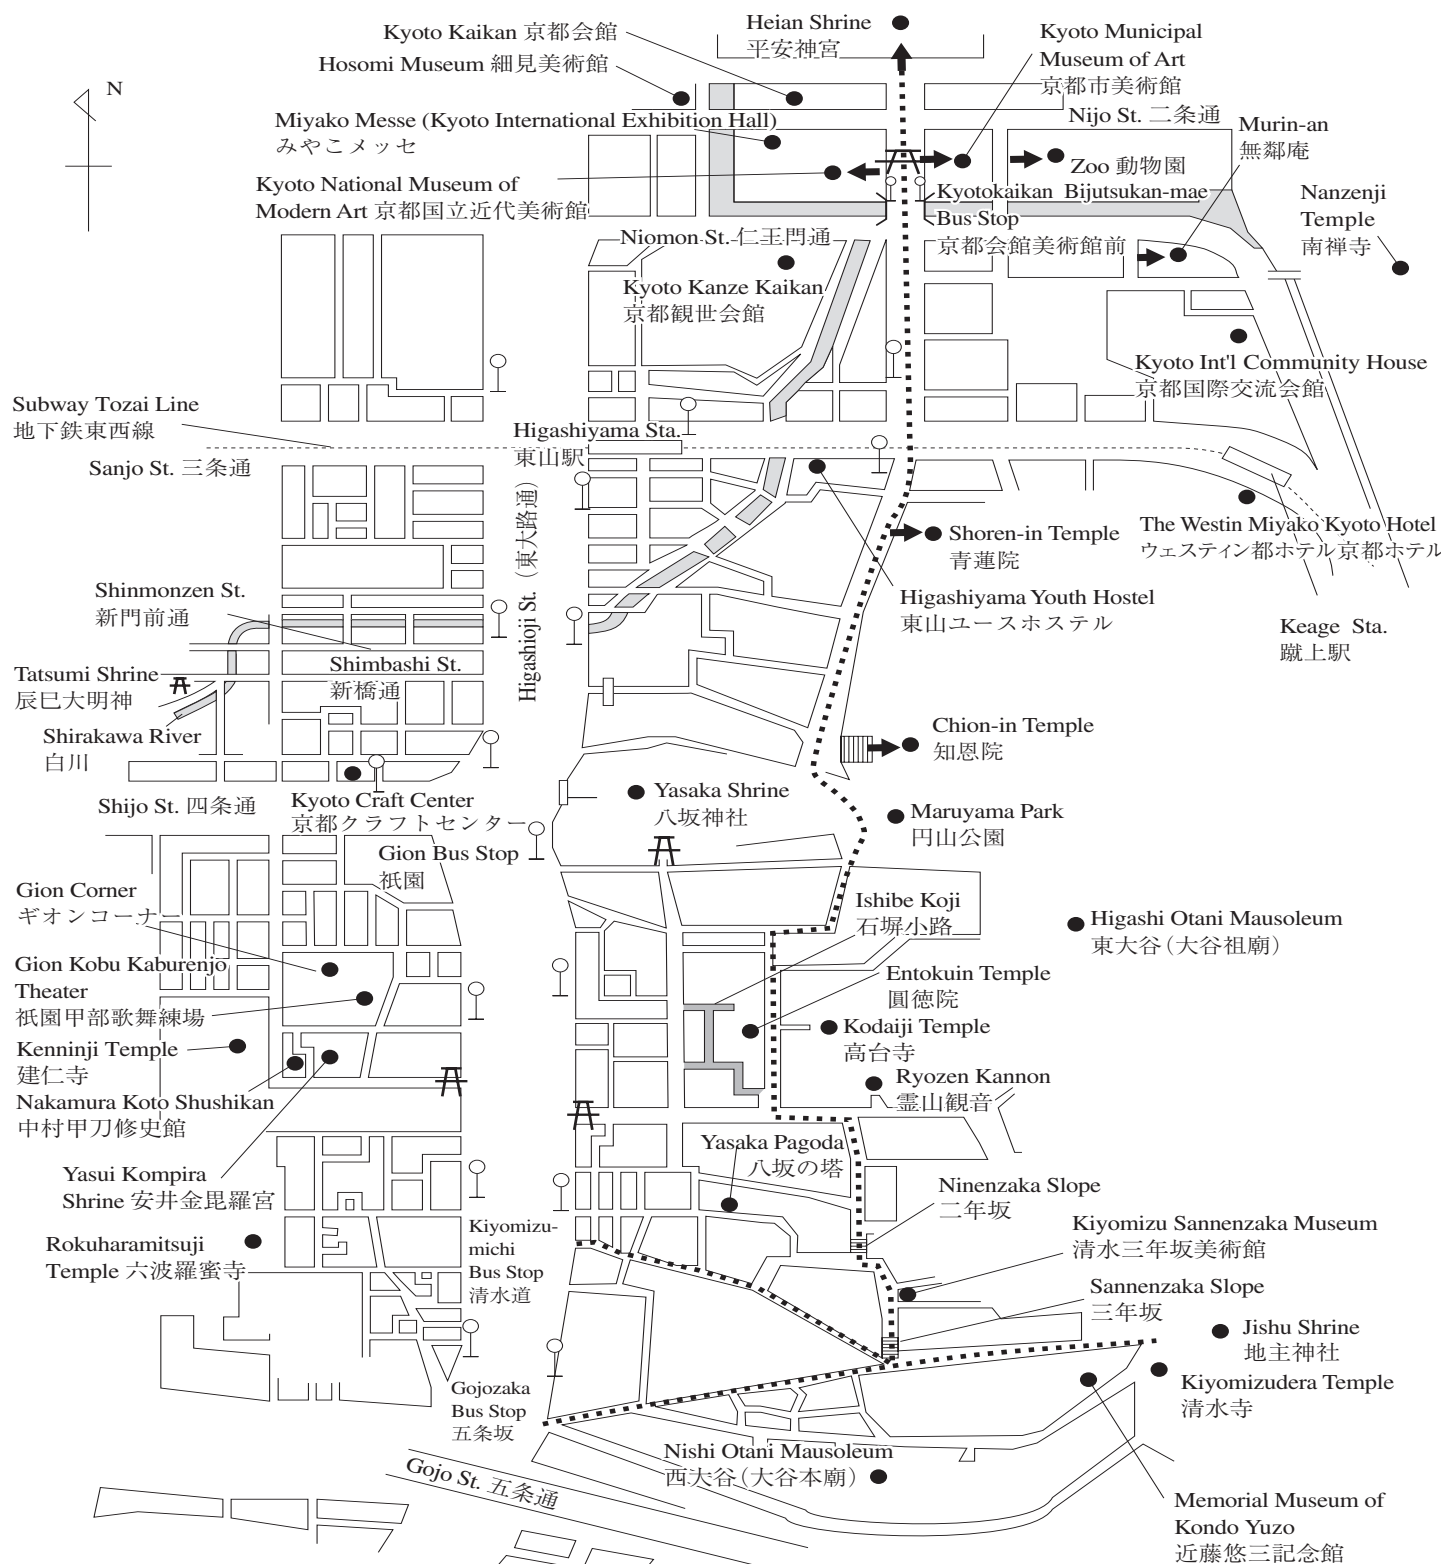 Heian Shrine
平安神宮
Kyoto Kaikan 京都会館
Hosomi Museum 細見美術館
Kyoto Municipal
Museum of Art
京都市美術館
N
Nijo St. 二条通
Miyako Messe (Kyoto International Exhibition Hall)
みやこメッセ
Murin-an
無鄰庵
Zoo 動物園
Kyoto National Museum of
Modern Art 京都国立近代美術館
Kyotokaikan Bijutsukan-mae
Bus Stop
京都会館美術館前
Nanzenji
Temple
南禅寺
Niomon St. 仁王門通
Kyoto Kanze Kaikan
京都観世会館
Kyoto Int'l Community House
京都国際交流会館
Subway Tozai Line
地下鉄東西線
Higashiyama Sta.
東山駅
Sanjo St. 三条通
Higashioji St. (東大路通)
Shoren-in Temple
青蓮院
The Westin Miyako Kyoto Hotel
ウェスティン都ホテル京都ホテル
Shinmonzen St.
新門前通
Higashiyama Youth Hostel
東山ユースホステル
Keage Sta.
蹴上駅
Shimbashi St.
新橋通
Tatsumi Shrine
辰巳大明神
Shirakawa River
白川
Chion-in Temple
知恩院
Shijo St. 四条通
Kyoto Craft Center
京都クラフトセンター
Yasaka Shrine
八坂神社
Maruyama Park
円山公園
Gion Bus Stop
祇園
Gion Corner
ギオンコーナー
Ishibe Koji
石塀小路
Higashi Otani Mausoleum
東大谷(大谷祖廟)
Gion Kobu Kaburenjo
Theater
祇園甲部歌舞練場
Entokuin Temple
圓徳院
Kodaiji Temple
高台寺
Kenninji Temple
建仁寺
Ryozen Kannon
霊山観音
Nakamura Koto Shushikan
中村甲刀修史館
Yasaka Pagoda
八坂の塔
Yasui Kompira
Shrine 安井金毘羅宮
Ninenzaka Slope
二年坂
Kiyomizu-
michi
Bus Stop
清水道
Kiyomizu Sannenzaka Museum
清水三年坂美術館
Rokuharamitsuji
Temple 六波羅蜜寺
Sannenzaka Slope
三年坂
Jishu Shrine
地主神社
Kiyomizudera Temple
清水寺
Gojozaka
Bus Stop
五条坂
Nishi Otani Mausoleum
西大谷(大谷本廟)
Gojo St. 五条通
Memorial Museum of
Kondo Yuzo
近藤悠三記念館